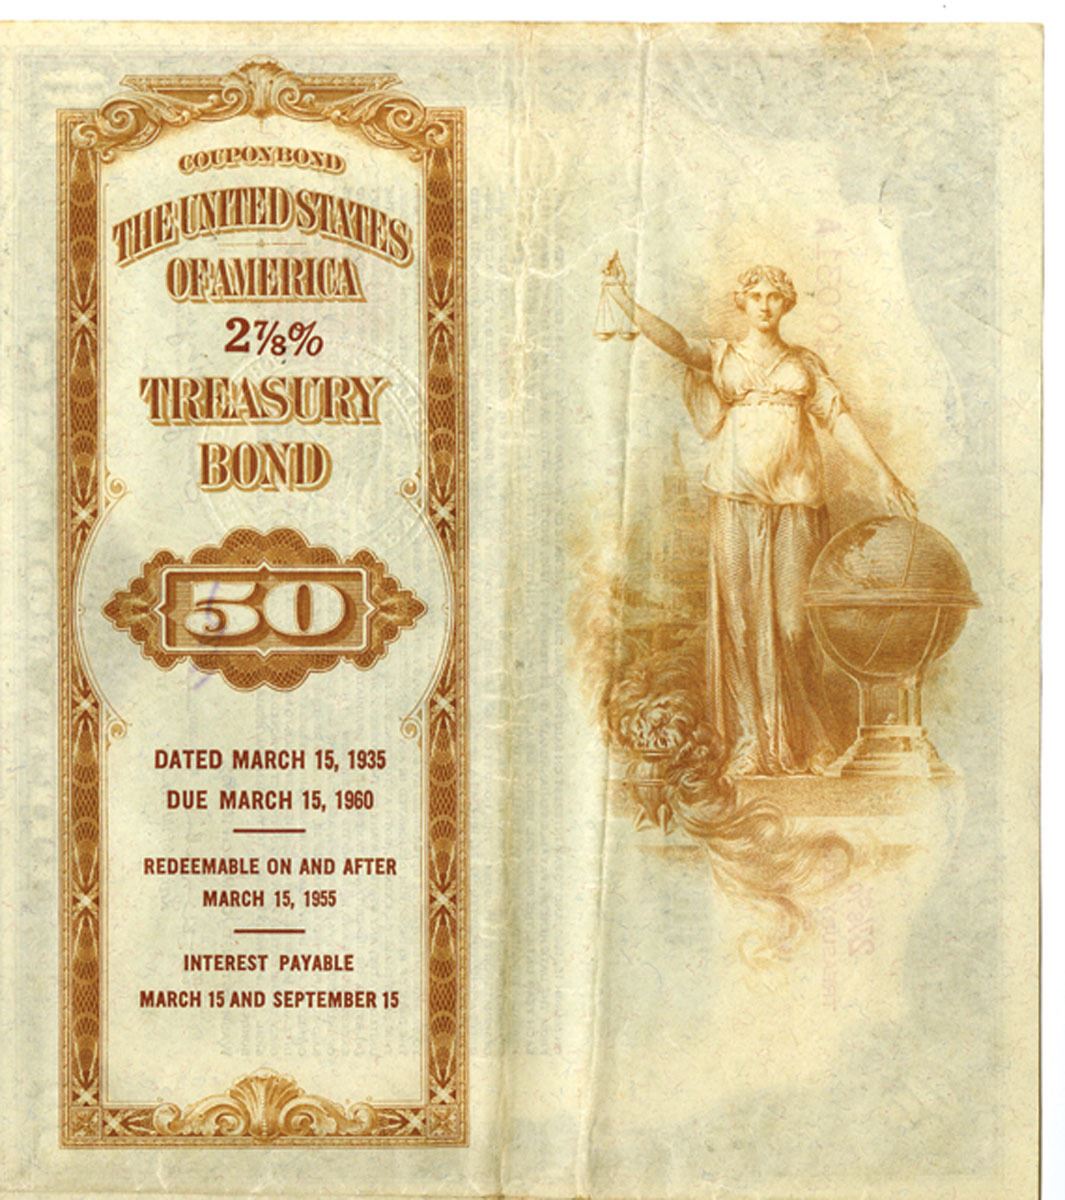 COUPON BOND
THE UNITED STATES
OF AMERICA
2⅞%
TREASURY
BOND
50
DATED MARCH 15, 1935
DUE MARCH 15, 1960
REDEEMABLE ON AND AFTER
MARCH 15, 1955
INTEREST PAYABLE
MARCH 15 AND SEPTEMBER 15